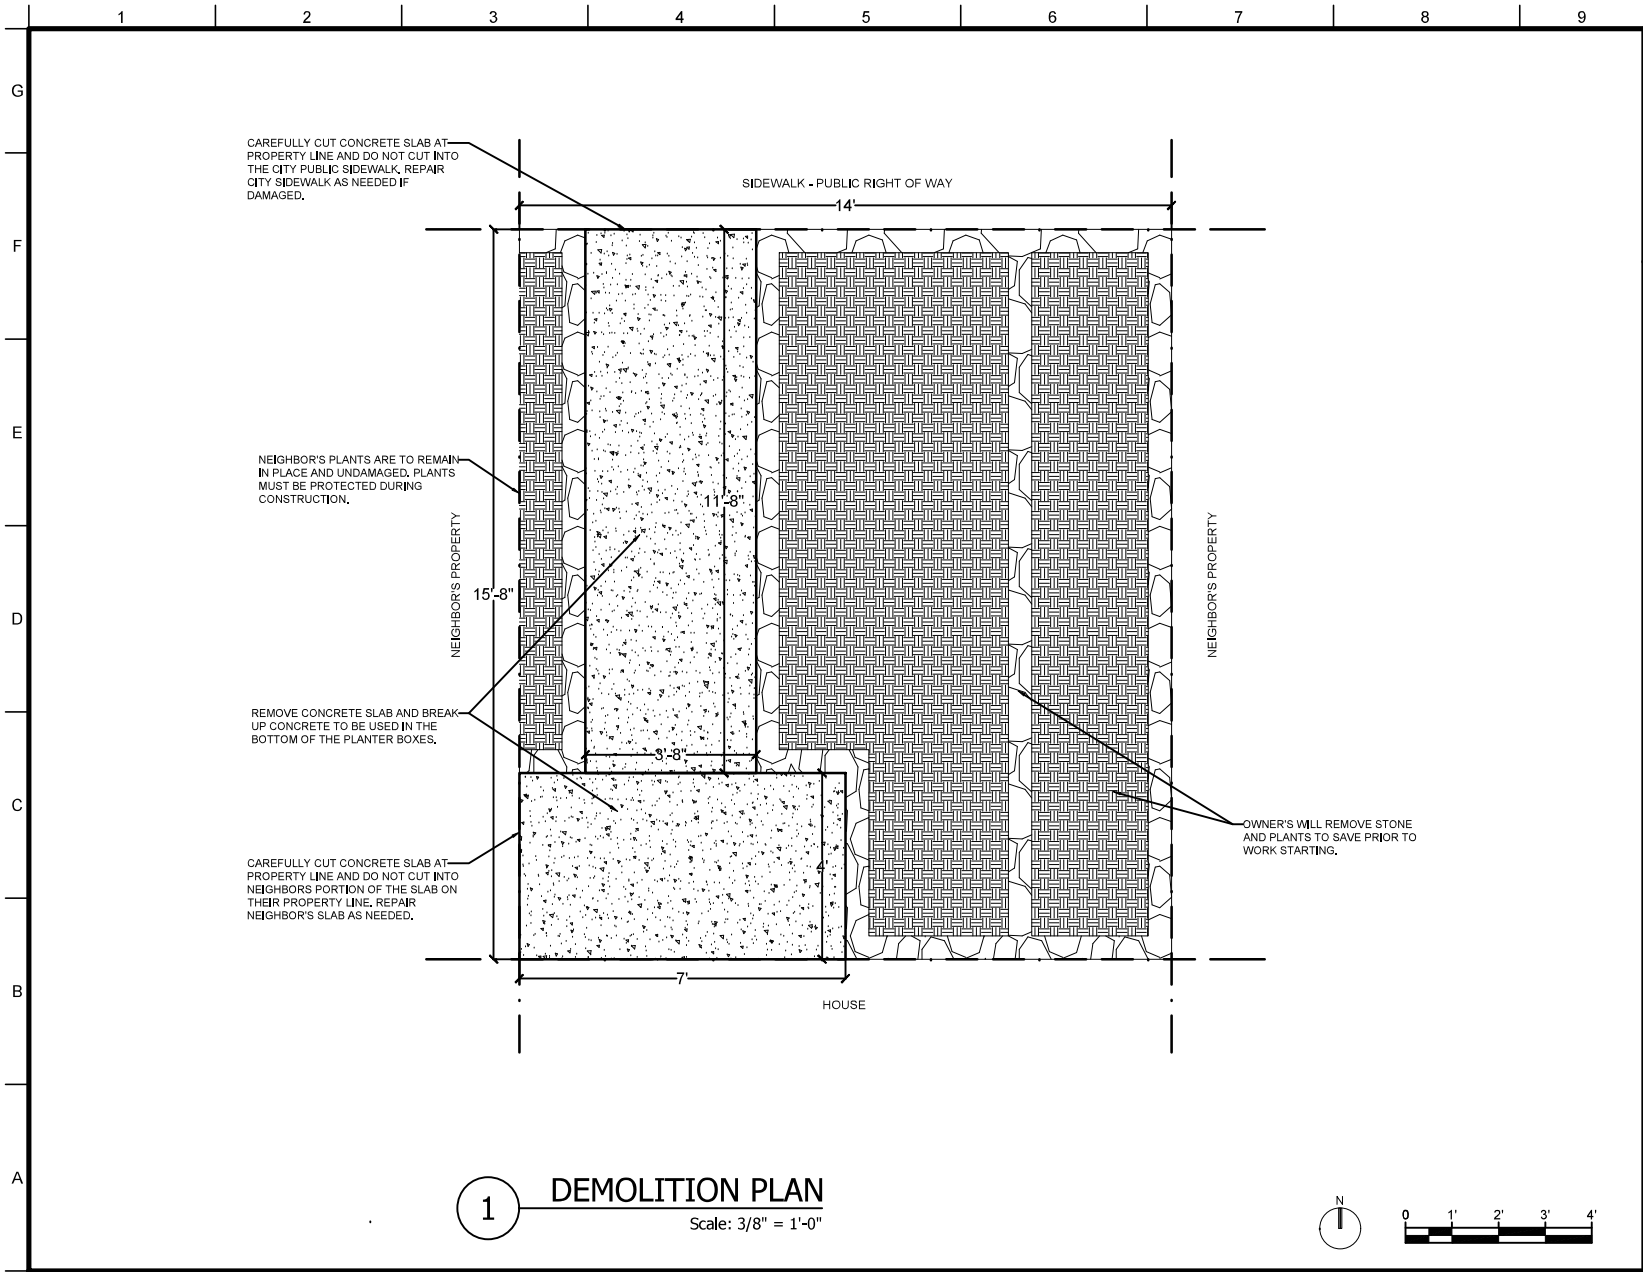 1 2 3 4 5 6 7 8 9
G
CAREFULLY CUT CONCRETE SLAB AT
PROPERTY LINE AND DO NOT CUT INTO
THE CITY PUBLIC SIDEWALK. REPAIR
CITY SIDEWALK AS NEEDED IF
DAMAGED.
SIDEWALK - PUBLIC RIGHT OF WAY
14'
F
E
NEIGHBOR'S PLANTS ARE TO REMAIN
IN PLACE AND UNDAMAGED. PLANTS
MUST BE PROTECTED DURING
CONSTRUCTION.
11'-8"
NEIGHBOR'S PROPERTY
NEIGHBOR'S PROPERTY
15'-8"
D
REMOVE CONCRETE SLAB AND BREAK
UP CONCRETE TO BE USED IN THE
BOTTOM OF THE PLANTER BOXES.
3'-8"
C
OWNER'S WILL REMOVE STONE
AND PLANTS TO SAVE PRIOR TO
WORK STARTING.
CAREFULLY CUT CONCRETE SLAB AT
PROPERTY LINE AND DO NOT CUT INTO
NEIGHBORS PORTION OF THE SLAB ON
THEIR PROPERTY LINE. REPAIR
NEIGHBOR'S SLAB AS NEEDED.
4'
7'
B
HOUSE
A
1
DEMOLITION PLAN
Scale: 3/8" = 1'-0"
N
0 1' 2' 3' 4'